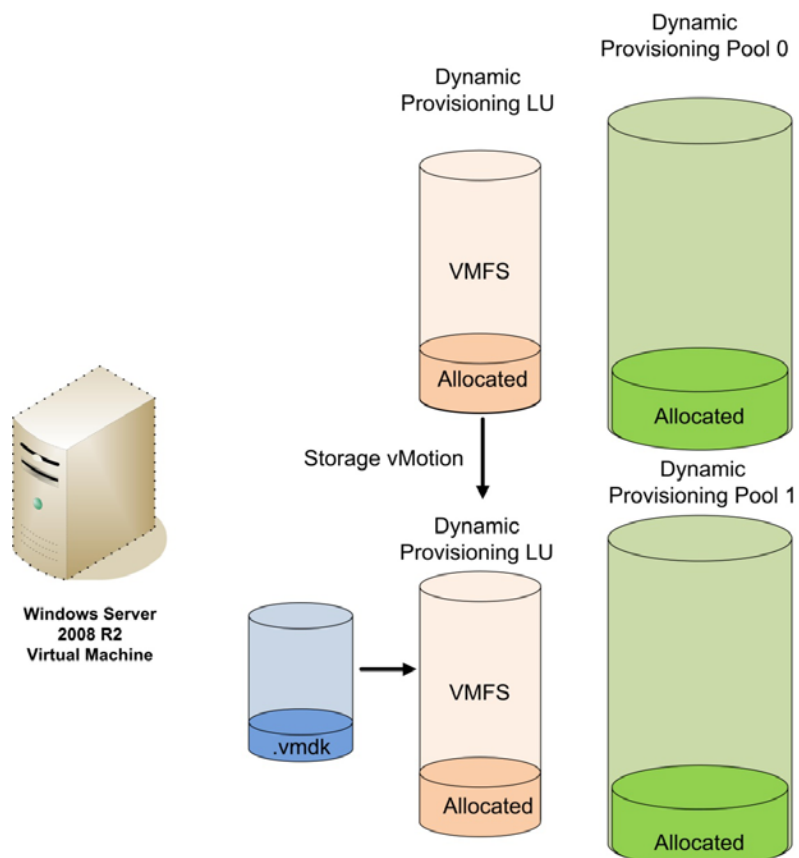 Dynamic
Provisioning Pool 0
Dynamic
Provisioning LU
VMFS
Allocated
Allocated
Storage vMotion
Dynamic
Provisioning Pool 1
Dynamic
Provisioning LU
Windows Server
2008 R2
Virtual Machine
VMFS
.vmdk
Allocated
Allocated